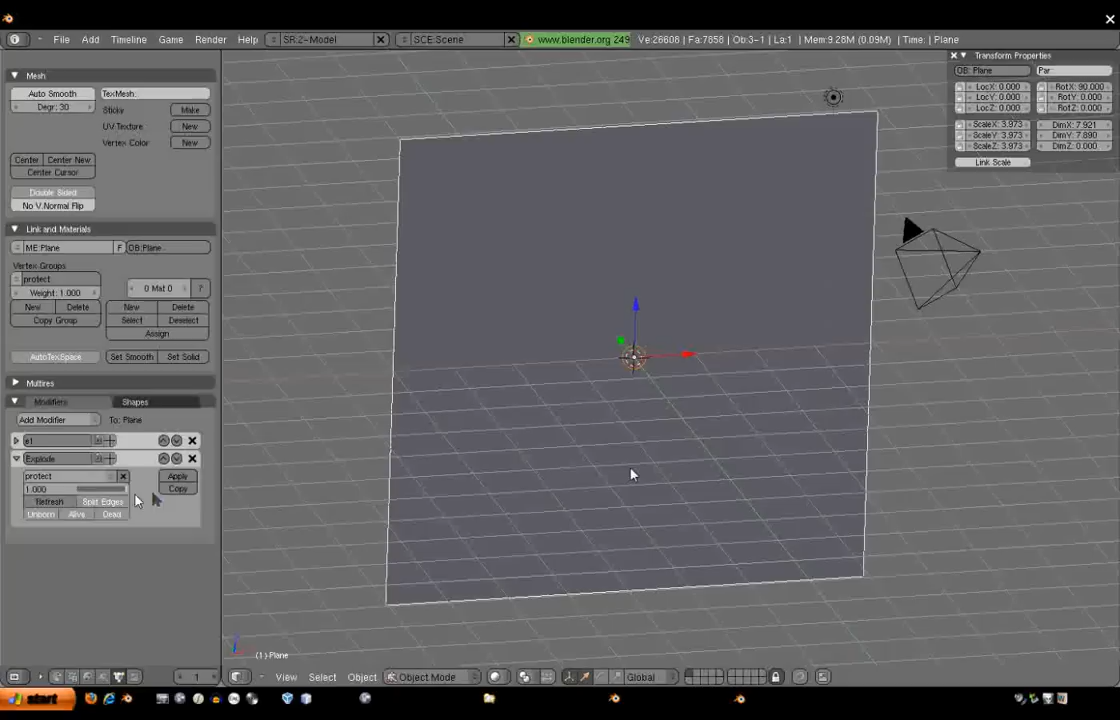 File Add Timeline Game Render Help SR:2-Model SCE:Scene www.blender.org 249 Ve:26608 | Fa:7858 | Ob:3-1 | La:1 | Mem:9.28M (0.09M) | Time: | Plane
Mesh
Auto Smooth
Degr: 30
TexMesh:
Sticky Make
UV Texture New
Vertex Color New
Center Center New
Center Cursor
Double Sided
No V.Normal Flip
Link and Materials
ME:Plane F OB:Plane
Vertex Groups
protect
Weight: 1.000
0 Mat 0 ?
New Delete New Delete
Copy Group Select Deselect
Assign
AutoTexSpace Set Smooth Set Solid
Multires
Modifiers Shapes
Add Modifier To: Plane
Explode
protect Apply
1.000 Copy
Refresh Split Edges
Unborn Alive Dead
Transform Properties
OB: Plane Par:
LocX: 0.000 RotX: 90.000
LocY: 0.000 RotY: 0.000
LocZ: 0.000 RotZ: 0.000
ScaleX: 3.973 DimX: 7.921
ScaleY: 3.973 DimY: 7.890
ScaleZ: 3.973 DimZ: 0.000
Link Scale
(1) Plane
1 View Select Object Object Mode Global
start